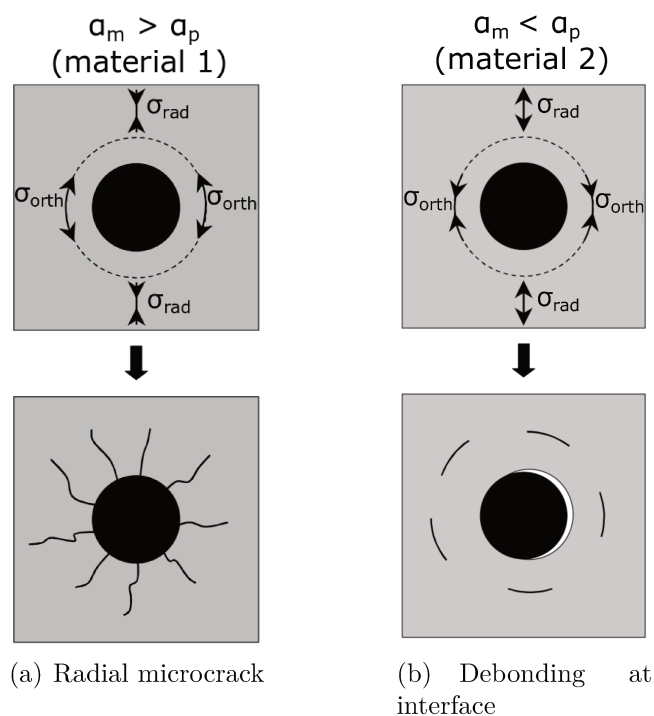 αm > αp
(material 1)
σrad
σorth
σorth
σrad
αm < αp
(material 2)
σrad
σorth
σorth
σrad
(a) Radial microcrack
(b) Debonding at
interface